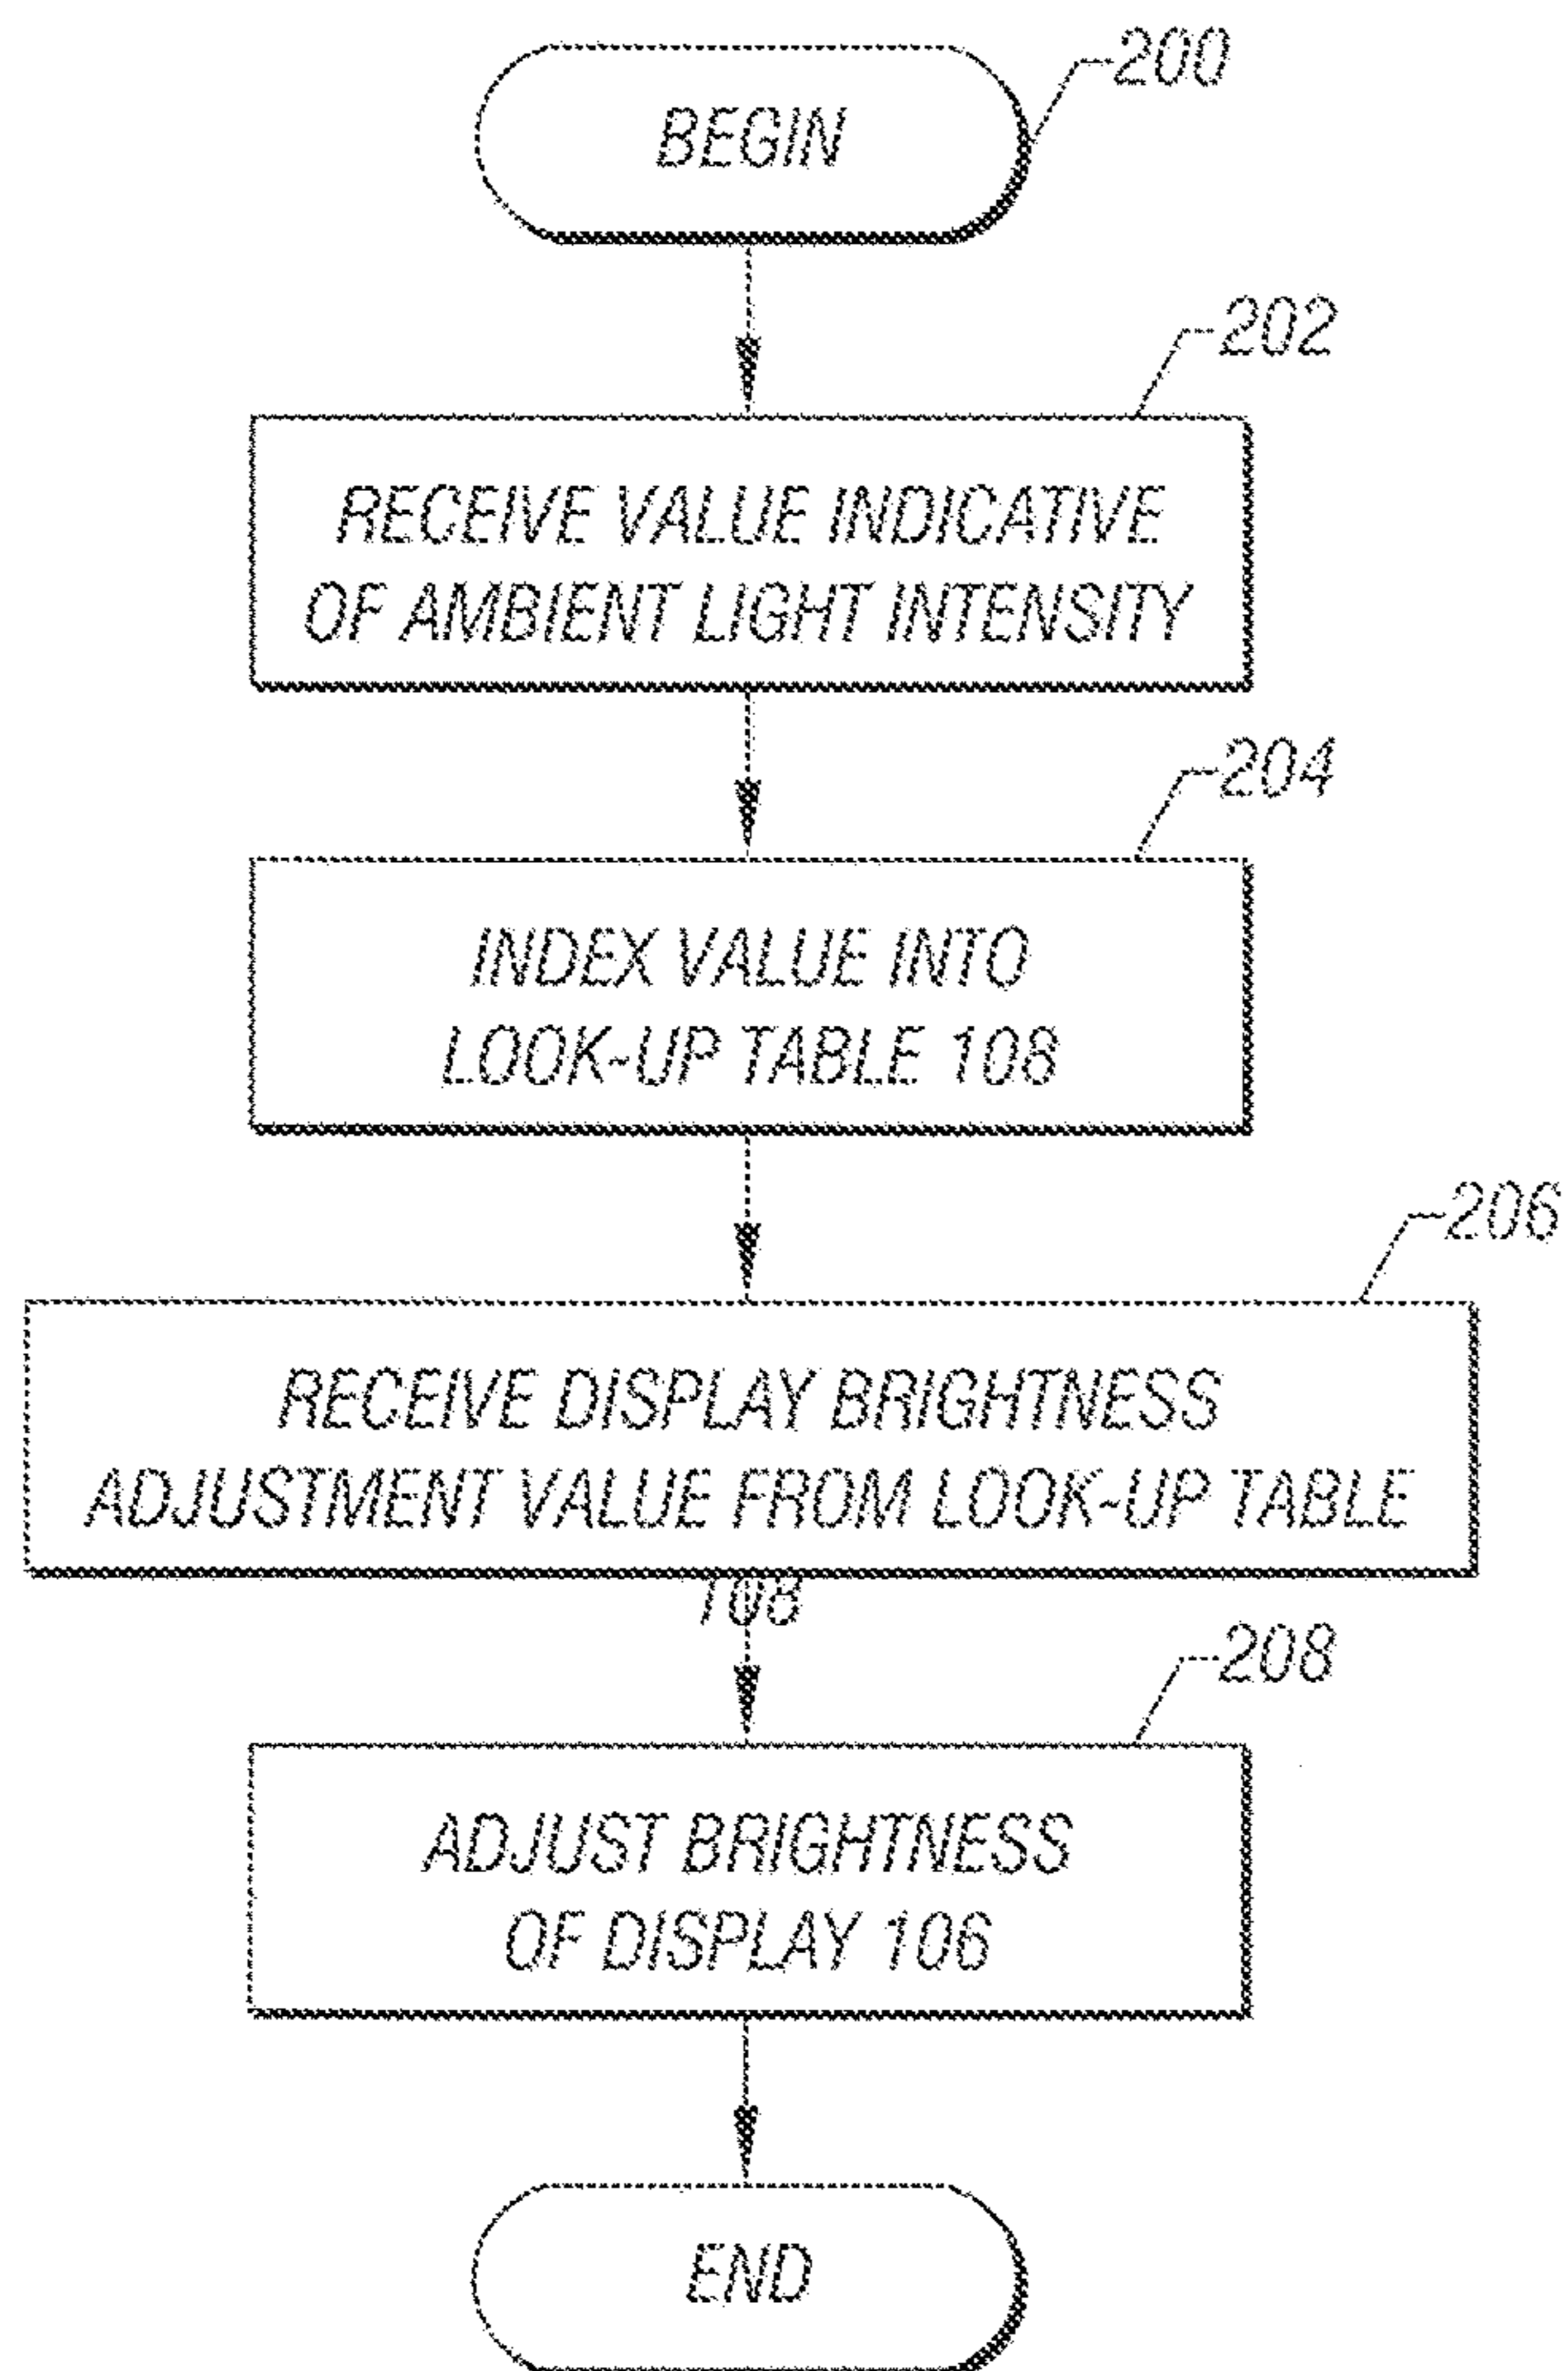 BEGIN
200
202
RECEIVE VALUE INDICATIVE
OF AMBIENT LIGHT INTENSITY
204
INDEX VALUE INTO
LOOK-UP TABLE 108
206
RECEIVE DISPLAY BRIGHTNESS
ADJUSTMENT VALUE FROM LOOK-UP TABLE
108
208
ADJUST BRIGHTNESS
OF DISPLAY 106
END